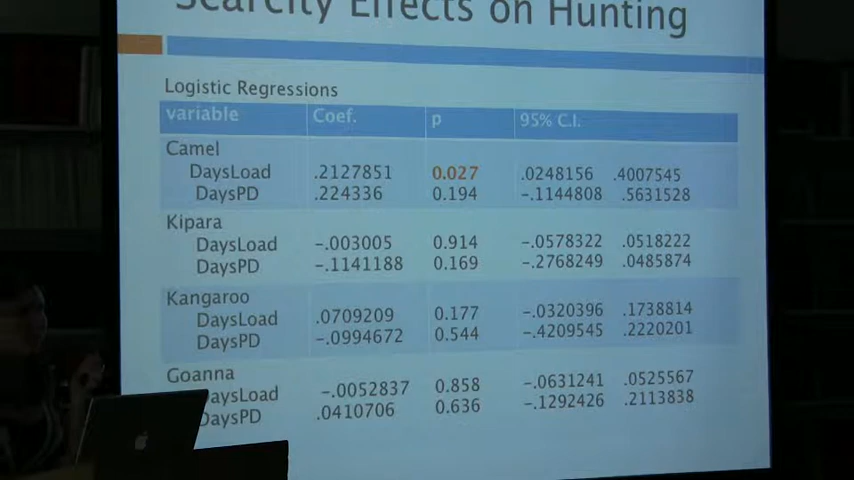 Scarcity Effects on Hunting
Logistic Regressions
variable Coef. p 95% C.I.
Camel
DaysLoad .2127851 0.027 .0248156 .4007545
DaysPD .224336 0.194 -.1144808 .5631528
Kipara
DaysLoad -.003005 0.914 -.0578322 .0518222
DaysPD -.1141188 0.169 -.2768249 .0485874
Kangaroo
DaysLoad .0709209 0.177 -.0320396 .1738814
DaysPD -.0994672 0.544 -.4209545 .2220201
Goanna
DaysLoad -.0052837 0.858 -.0631241 .0525567
DaysPD .0410706 0.636 -.1292426 .2113838